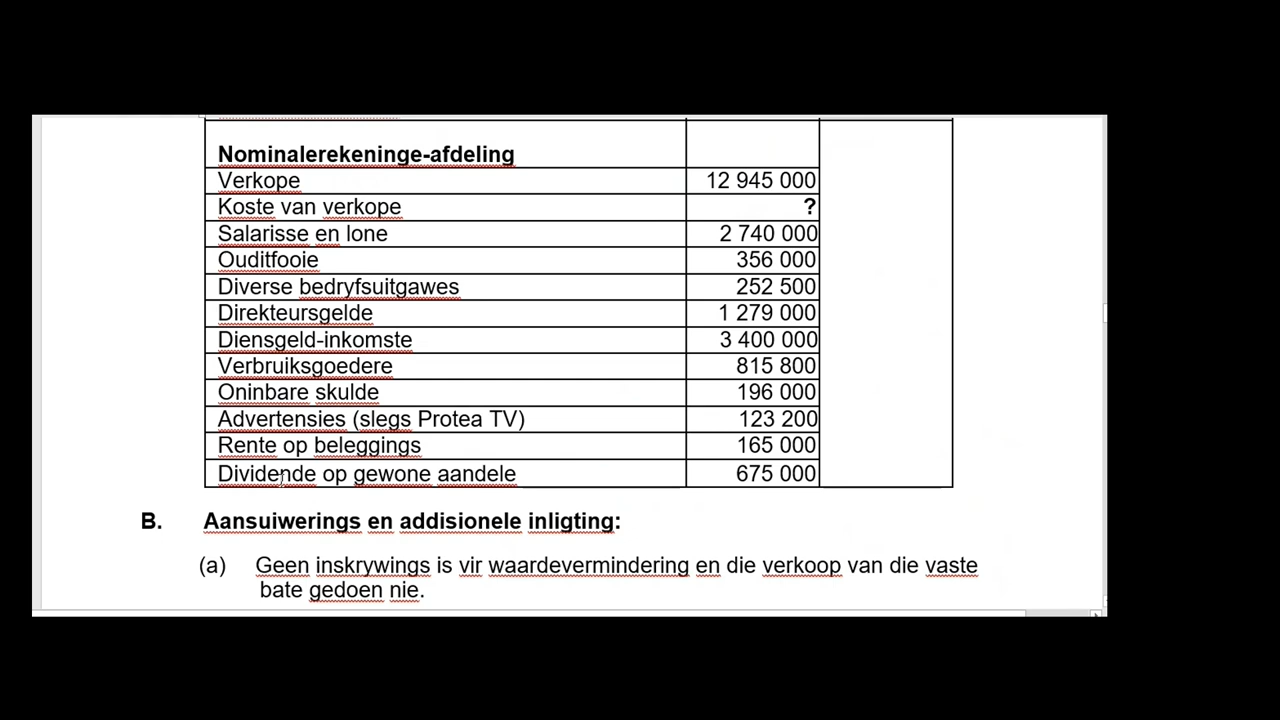 Nominalerekeninge-afdeling
Verkope 12 945 000
Koste van verkope ?
Salarisse en lone 2 740 000
Ouditfooie 356 000
Diverse bedryfsuitgawes 252 500
Direkteursgelde 1 279 000
Diensgeld-inkomste 3 400 000
Verbruiksgoedere 815 800
Oninbare skulde 196 000
Advertensies (slegs Protea TV) 123 200
Rente op beleggings 165 000
Dividende op gewone aandele 675 000
B. Aansuiwerings en addisionele inligting:
(a) Geen inskrywings is vir waardevermindering en die verkoop van die vaste
bate gedoen nie.